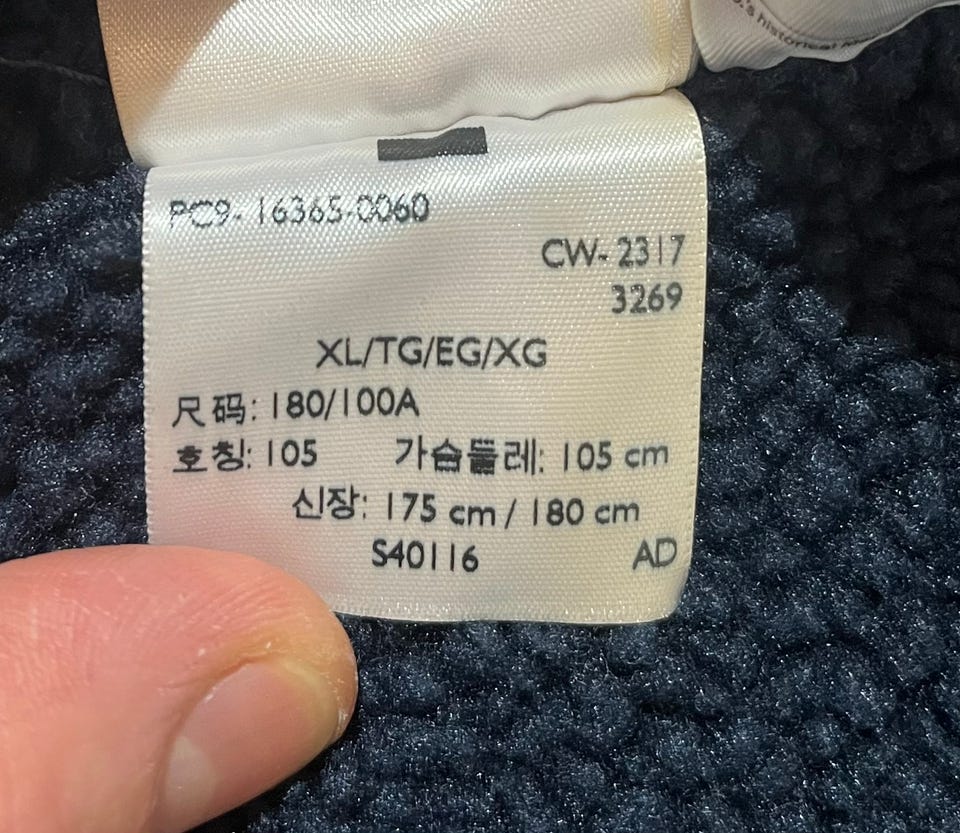 's historical
PC9- 16365-0060
CW- 2317
3269
XL/TG/EG/XG
尺码: 180/100A
호칭: 105 가슴둘레: 105 cm
신장: 175 cm / 180 cm
S40116 AD